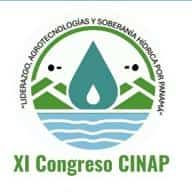 "LIDERAZGO, AGROTECNOLOGÍAS Y SOBERANÍA HÍDRICA POR PANAMÁ"
XI Congreso CINAP